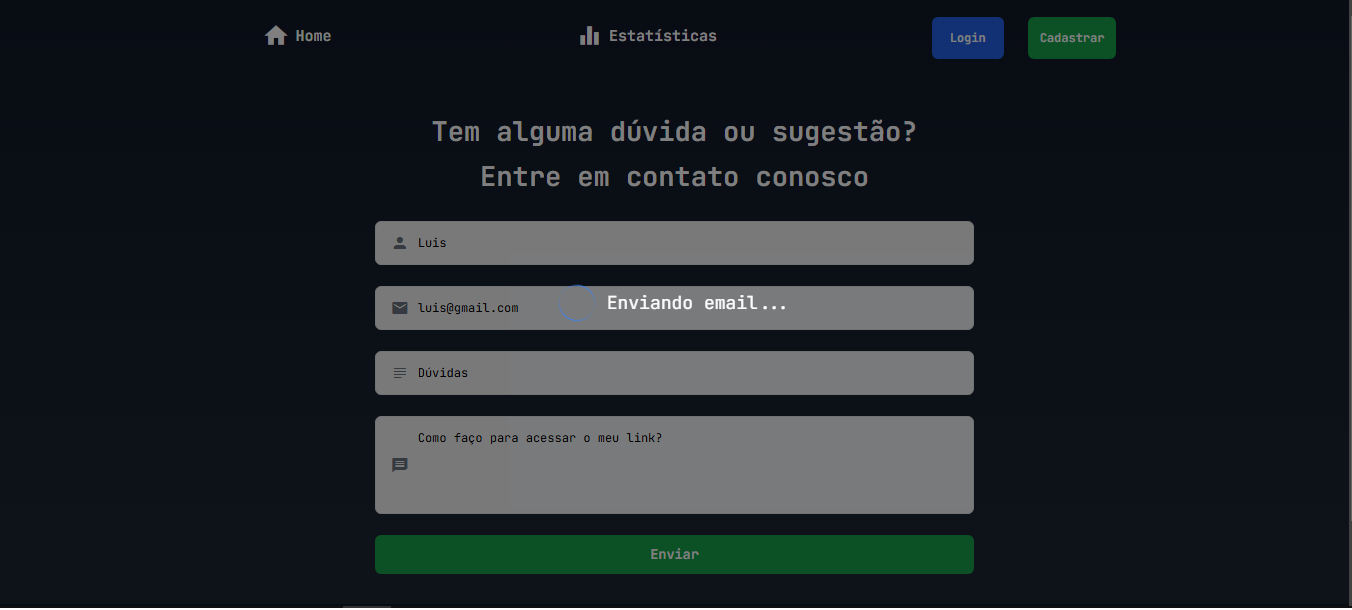 Home
Estatísticas
Login
Cadastrar
Tem alguma dúvida ou sugestão?
Entre em contato conosco
Luis
luis@gmail.com
Enviando email...
Dúvidas
Como faço para acessar o meu link?
Enviar